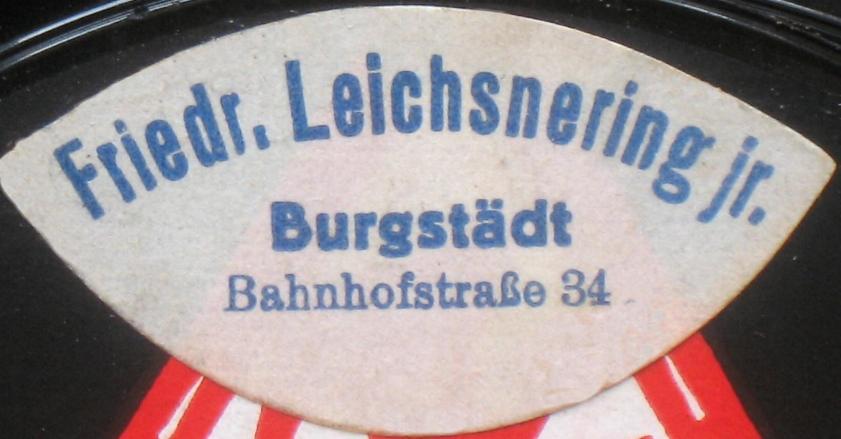 Friedr. Leichsnering jr.
Burgstädt
Bahnhofstraße 34